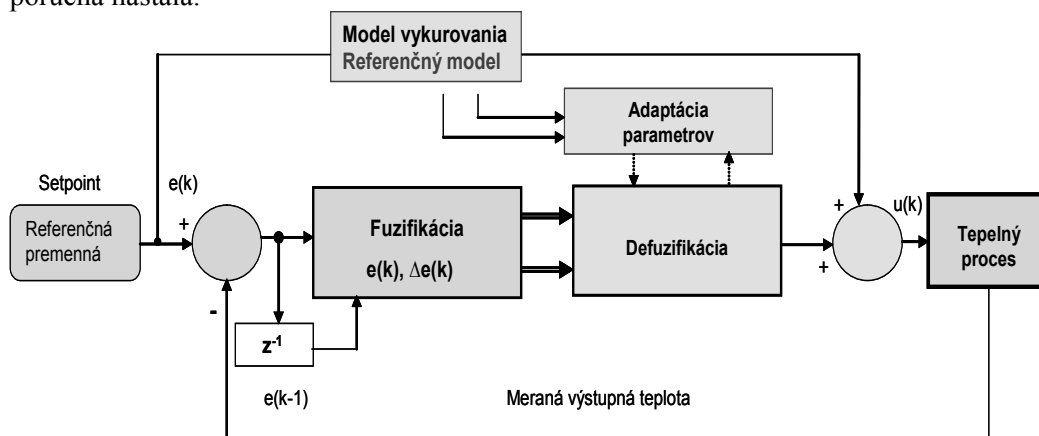 porucha nastala.
Model vykurovania
Referenčný model
Adaptácia
parametrov
Setpoint
e(k)
Referenčná
premenná
+
-
Fuzifikácia
e(k), Δe(k)
Defuzifikácia
+
+
u(k)
Tepelný
proces
z-1
e(k-1)
Meraná výstupná teplota